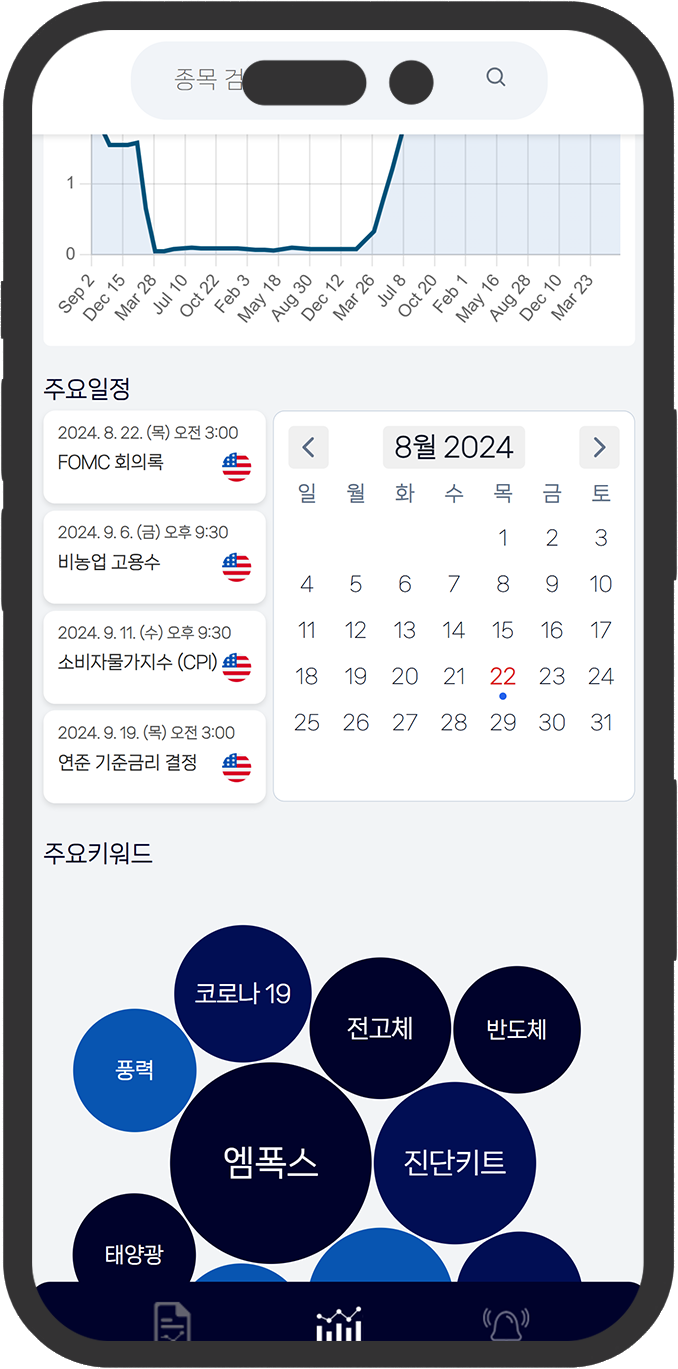 종목 검
1
0
Sep 2 Dec 15 Mar 28 Jul 10 Oct 22 Feb 3 May 18 Aug 30 Dec 12 Mar 26 Jul 8 Oct 20 Feb 1 May 16 Aug 28 Dec 10 Mar 23
주요일정
2024. 8. 22. (목) 오전 3:00
FOMC 회의록
2024. 9. 6. (금) 오후 9:30
비농업 고용수
2024. 9. 11. (수) 오후 9:30
소비자물가지수 (CPI)
2024. 9. 19. (목) 오전 3:00
연준 기준금리 결정
8월 2024
일 월 화 수 목 금 토
1 2 3
4 5 6 7 8 9 10
11 12 13 14 15 16 17
18 19 20 21 22 23 24
25 26 27 28 29 30 31
주요키워드
코로나 19
전고체
반도체
풍력
엠폭스
진단키트
태양광